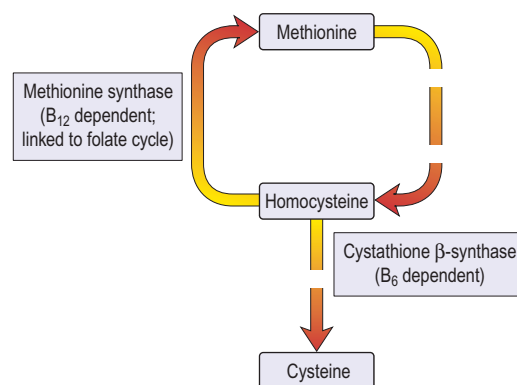 Methionine
Methionine synthase
(B₁₂ dependent;
linked to folate cycle)
Homocysteine
Cystathione β-synthase
(B₆ dependent)
Cysteine